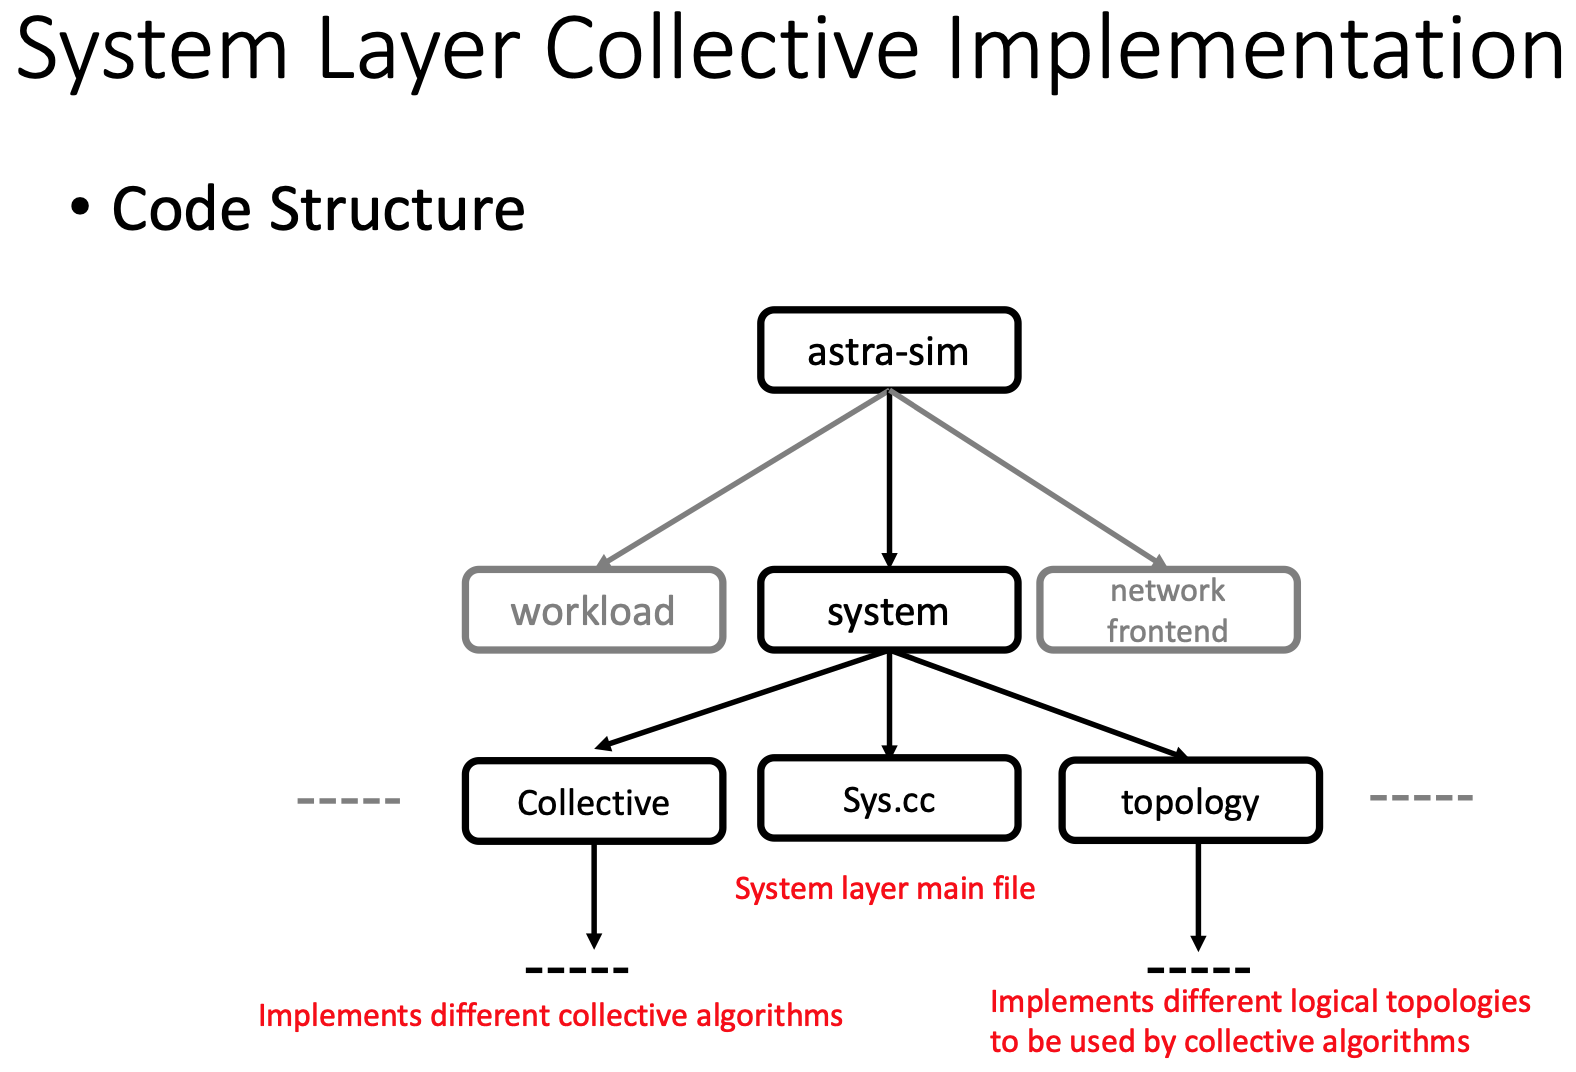 System Layer Collective Implementation
• Code Structure
astra-sim
workload
system
network
frontend
Collective
Sys.cc
topology
System layer main file
Implements different collective algorithms
Implements different logical topologies
to be used by collective algorithms